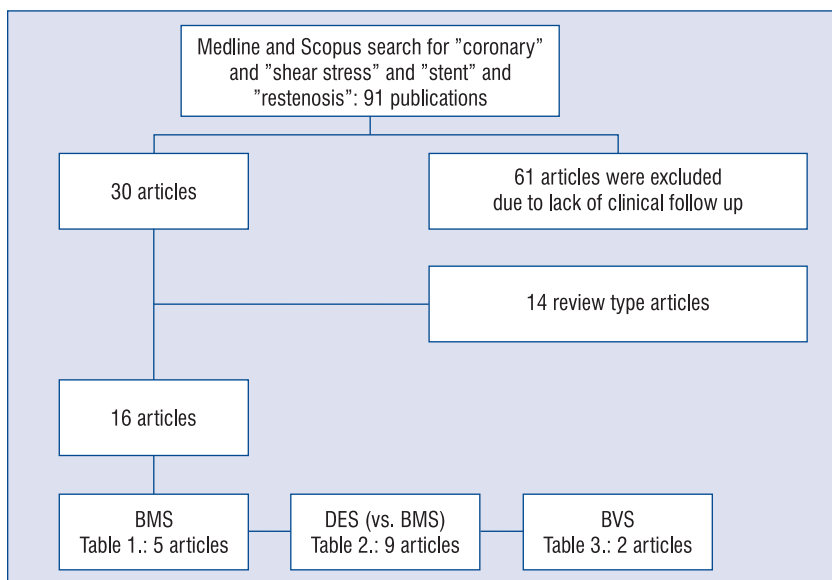 Medline and Scopus search for ”coronary”
and ”shear stress” and ”stent” and
”restenosis”: 91 publications
30 articles
61 articles were excluded
due to lack of clinical follow up
14 review type articles
16 articles
BMS
Table 1.: 5 articles
DES (vs. BMS)
Table 2.: 9 articles
BVS
Table 3.: 2 articles